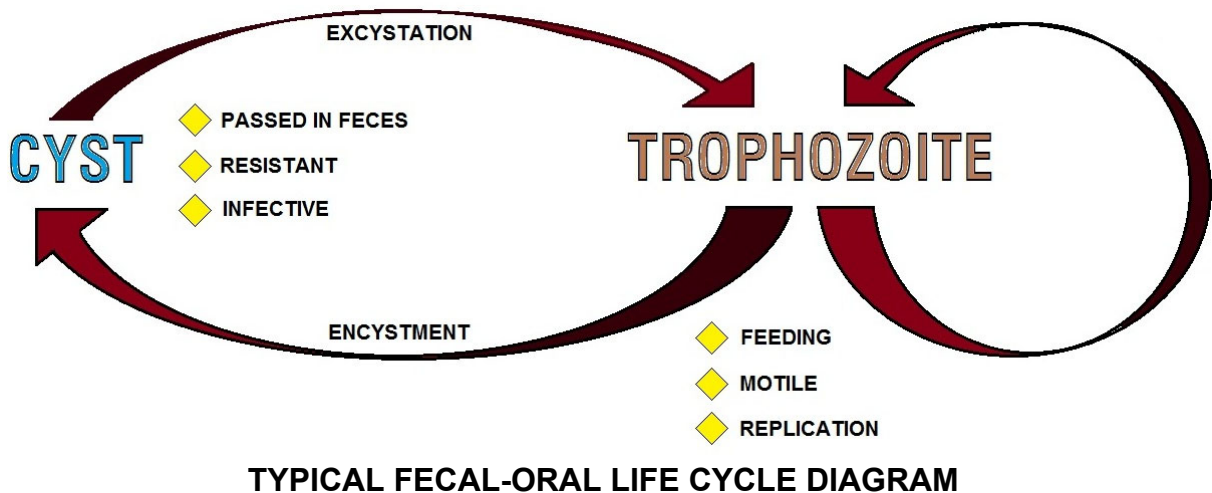 EXCYSTATION
CYST
PASSED IN FECES
RESISTANT
INFECTIVE
TROPHOZOITE
ENCYSTMENT
FEEDING
MOTILE
REPLICATION
TYPICAL FECAL-ORAL LIFE CYCLE DIAGRAM